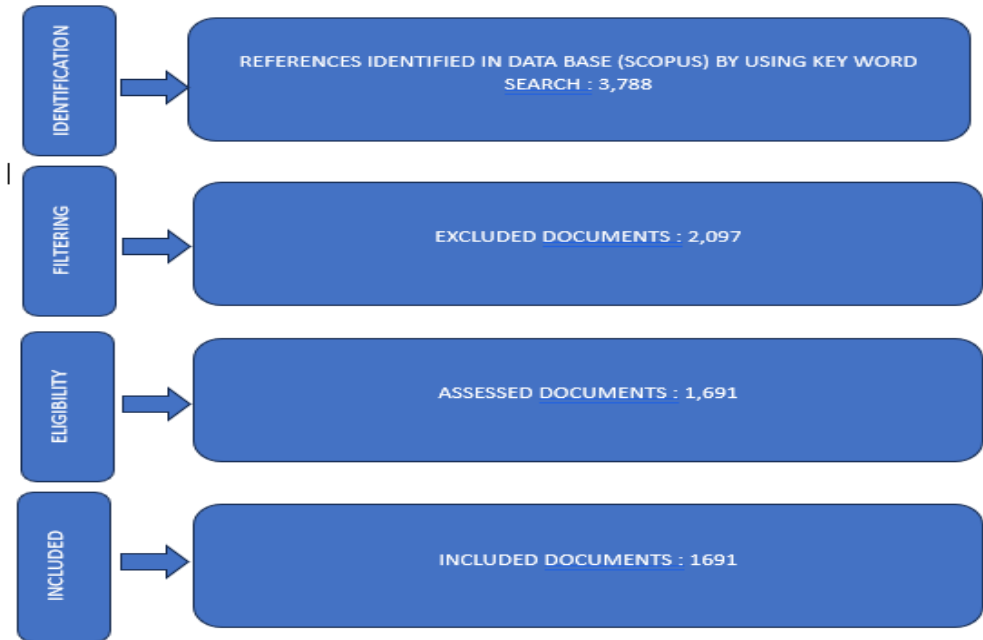 IDENTIFICATION
REFERENCES IDENTIFIED IN DATA BASE (SCOPUS) BY USING KEY WORD
SEARCH : 3,788
FILTERING
EXCLUDED DOCUMENTS : 2,097
ELIGIBILITY
ASSESSED DOCUMENTS : 1,691
INCLUDED
INCLUDED DOCUMENTS : 1691